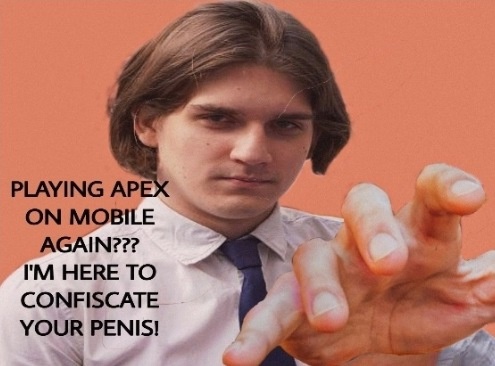 PLAYING APEX
ON MOBILE
AGAIN???
I'M HERE TO
CONFISCATE
YOUR PENIS!